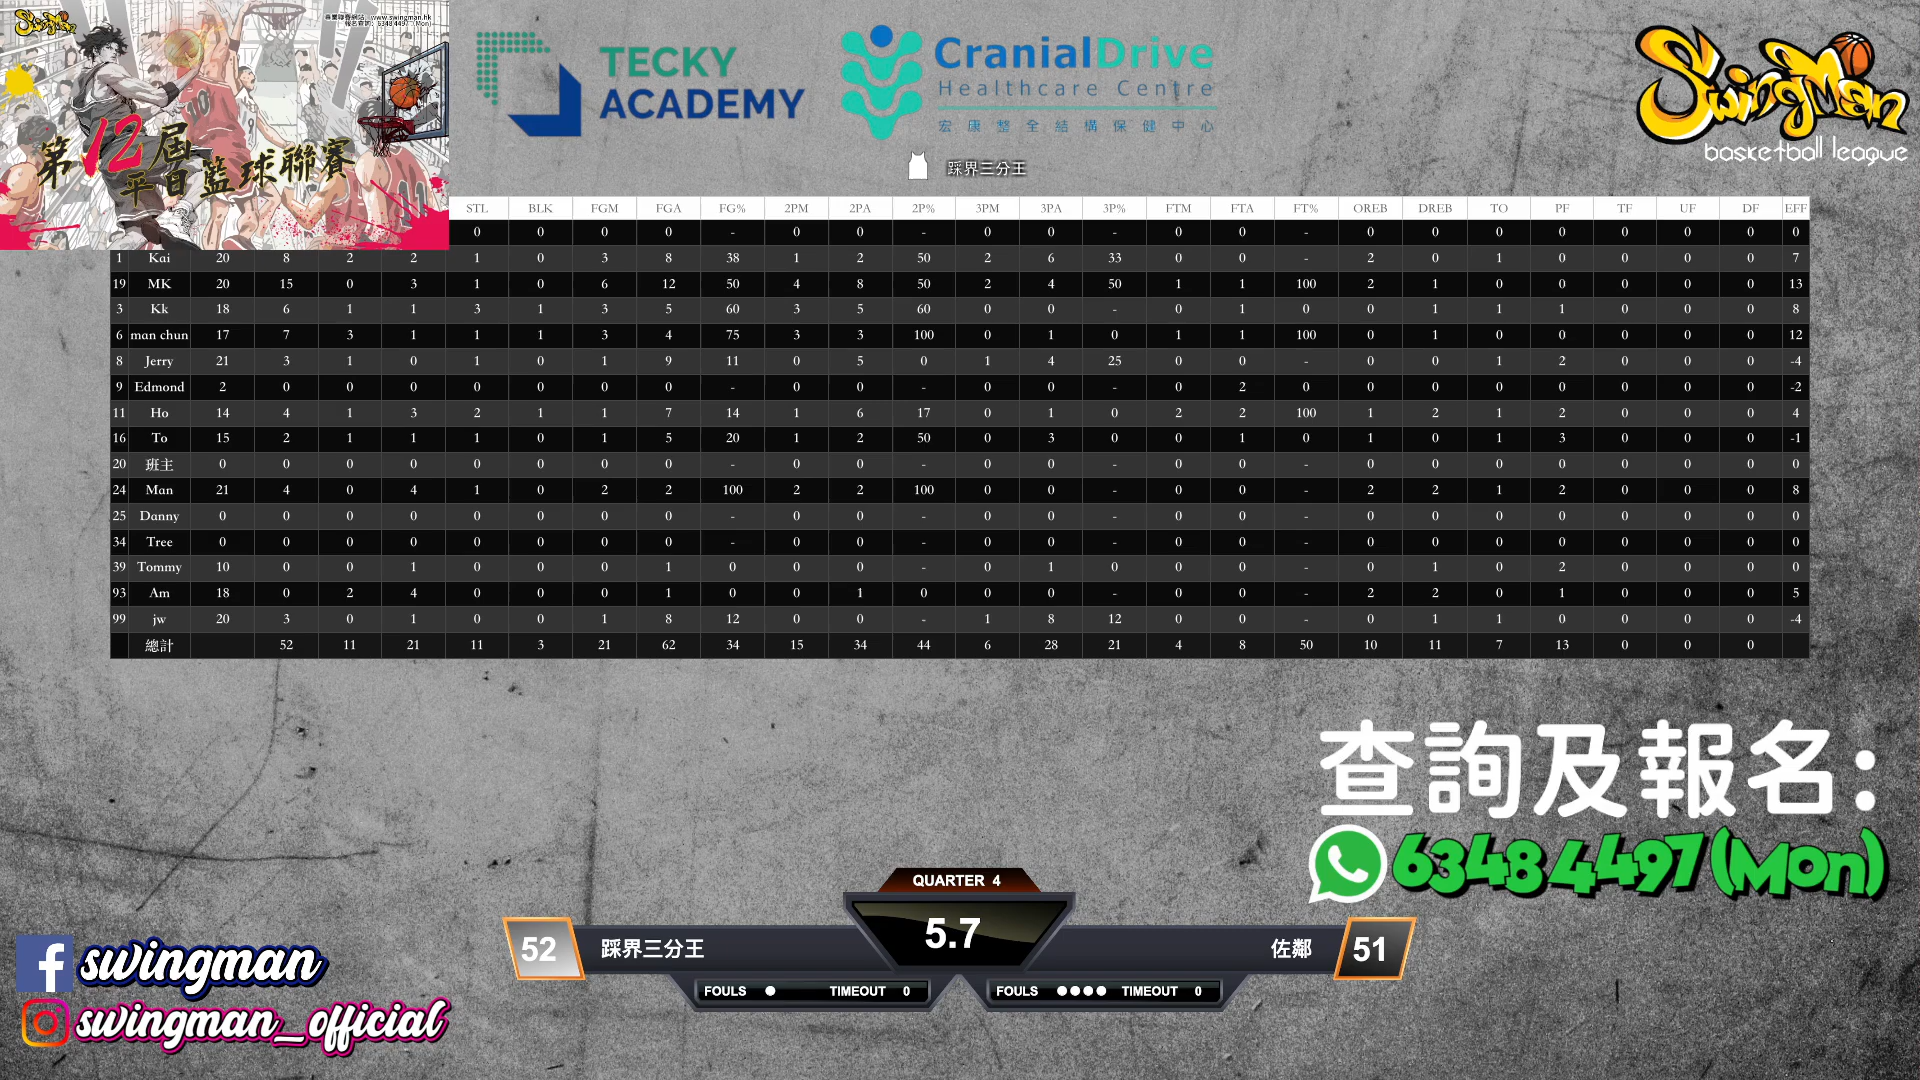 SwingMan
專業聯賽網站: www.swingman.hk
報名查詢: 6348 4497 (Mon)
第12屆
平日籃球聯賽
TECKY
ACADEMY
CranialDrive
Healthcare Centre
宏康整全結構保健中心
SwingMan
basketball league
踩界三分王
STL BLK FGM FGA FG% 2PM 2PA 2P% 3PM 3PA 3P% FTM FTA FT% OREB DREB TO PF TF UF DF EFF
0 0 0 0 - 0 0 - 0 0 - 0 0 - 0 0 0 0 0 0 0 0
1 Kai 20 8 2 2 1 0 3 8 38 1 2 50 2 6 33 0 0 - 2 0 1 0 0 0 0 7
19 MK 20 15 0 3 1 0 6 12 50 4 8 50 2 4 50 1 1 100 2 1 0 0 0 0 0 13
3 Kk 18 6 1 1 3 1 3 5 60 3 5 60 0 0 - 0 1 0 0 1 1 1 0 0 0 8
6 man chun 17 7 3 1 1 1 3 4 75 3 3 100 0 1 0 1 1 100 0 1 0 0 0 0 0 12
8 Jerry 21 3 1 0 1 0 1 9 11 0 5 0 1 4 25 0 0 - 0 0 1 2 0 0 0 -4
9 Edmond 2 0 0 0 0 0 0 0 - 0 0 - 0 0 - 0 2 0 0 0 0 0 0 0 0 -2
11 Ho 14 4 1 3 2 1 1 7 14 1 6 17 0 1 0 2 2 100 1 2 1 2 0 0 0 4
16 To 15 2 1 1 1 0 1 5 20 1 2 50 0 3 0 0 1 0 1 0 1 3 0 0 0 -1
20 班主 0 0 0 0 0 0 0 0 - 0 0 - 0 0 - 0 0 - 0 0 0 0 0 0 0 0
24 Man 21 4 0 4 1 0 2 2 100 2 2 100 0 0 - 0 0 - 2 2 1 2 0 0 0 8
25 Danny 0 0 0 0 0 0 0 0 - 0 0 - 0 0 - 0 0 - 0 0 0 0 0 0 0 0
34 Tree 0 0 0 0 0 0 0 0 - 0 0 - 0 0 - 0 0 - 0 0 0 0 0 0 0 0
39 Tommy 10 0 0 1 0 0 0 1 0 0 0 - 0 1 0 0 0 - 0 1 0 2 0 0 0 0
93 Am 18 0 2 4 0 0 0 1 0 0 1 0 0 0 - 0 0 - 2 2 0 1 0 0 0 5
99 jw 20 3 0 1 0 0 1 8 12 0 0 - 1 8 12 0 0 - 0 1 1 0 0 0 0 -4
總計 52 11 21 11 3 21 62 34 15 34 44 6 28 21 4 8 50 10 11 7 13 0 0 0
查詢及報名:
6348 4497 (Mon)
QUARTER 4
52 踩界三分王 5.7 佐鄰 51
FOULS TIMEOUT 0 FOULS TIMEOUT 0
swingman
swingman_official